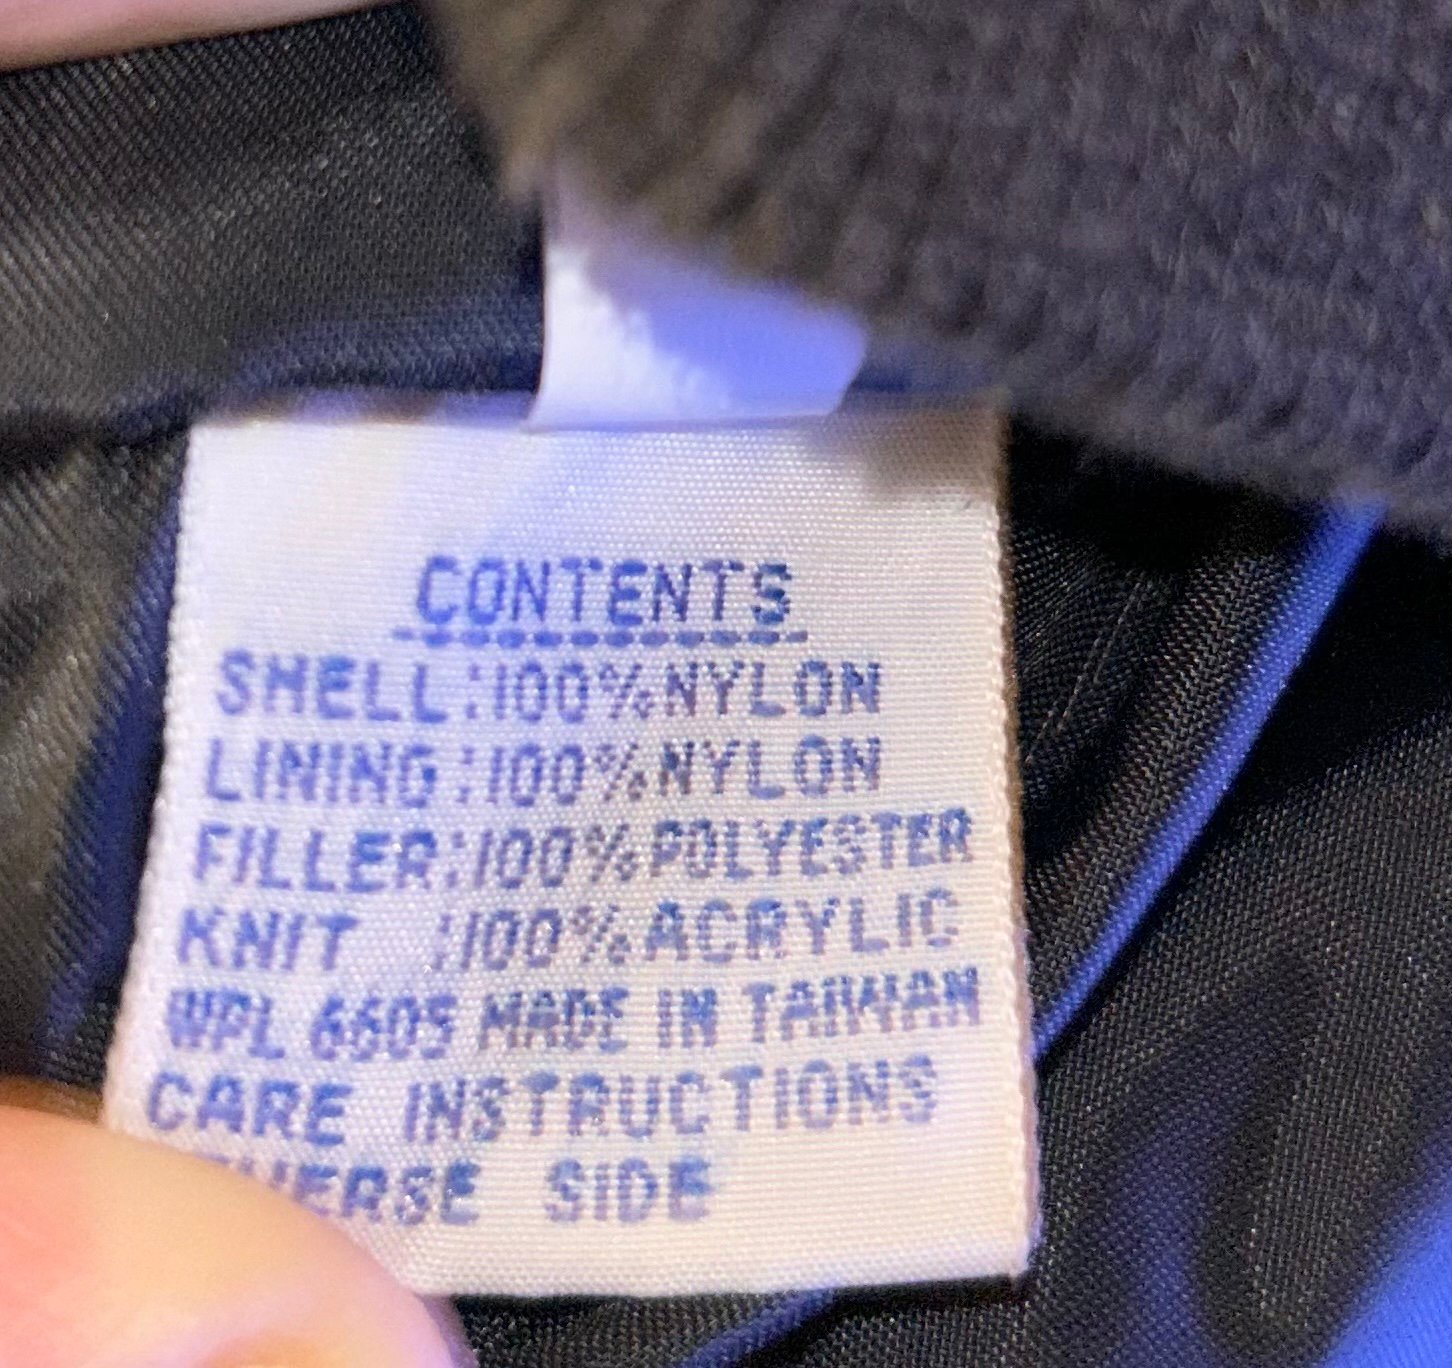 CONTENTS
SHELL:100%NYLON
LINING:100%NYLON
FILLER:100%POLYESTER
KNIT :100%ACRYLIC
WPL 6605 MADE IN TAIWAN
CARE INSTRUCTIONS
SIDE